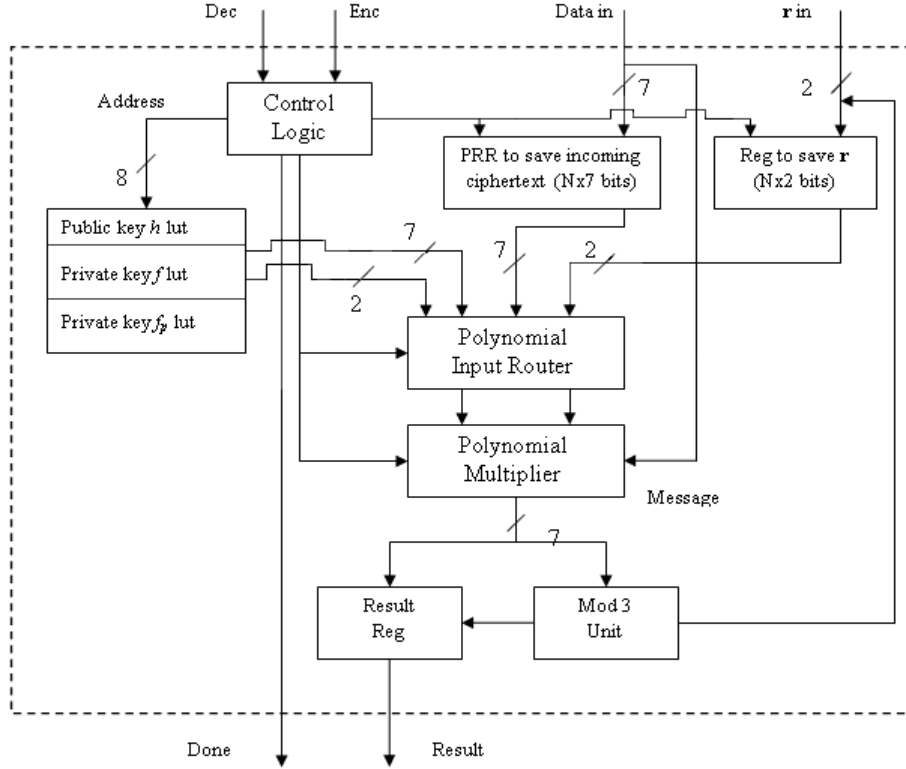 Dec
Enc
Data in
r in
Address
Control
Logic
7
2
8
PRR to save incoming
ciphertext (Nx7 bits)
Reg to save r
(Nx2 bits)
Public key h lut
Private key f lut
Private key fp lut
7
2
7
2
Polynomial
Input Router
Polynomial
Multiplier
Message
7
Result
Reg
Mod 3
Unit
Done
Result